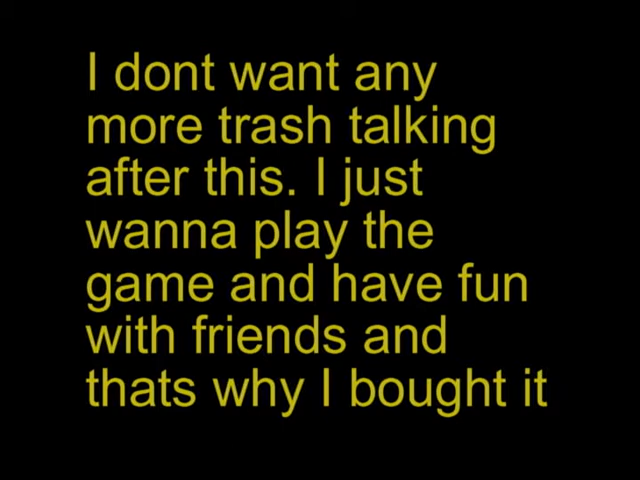 I dont want any
more trash talking
after this. I just
wanna play the
game and have fun
with friends and
thats why I bought it